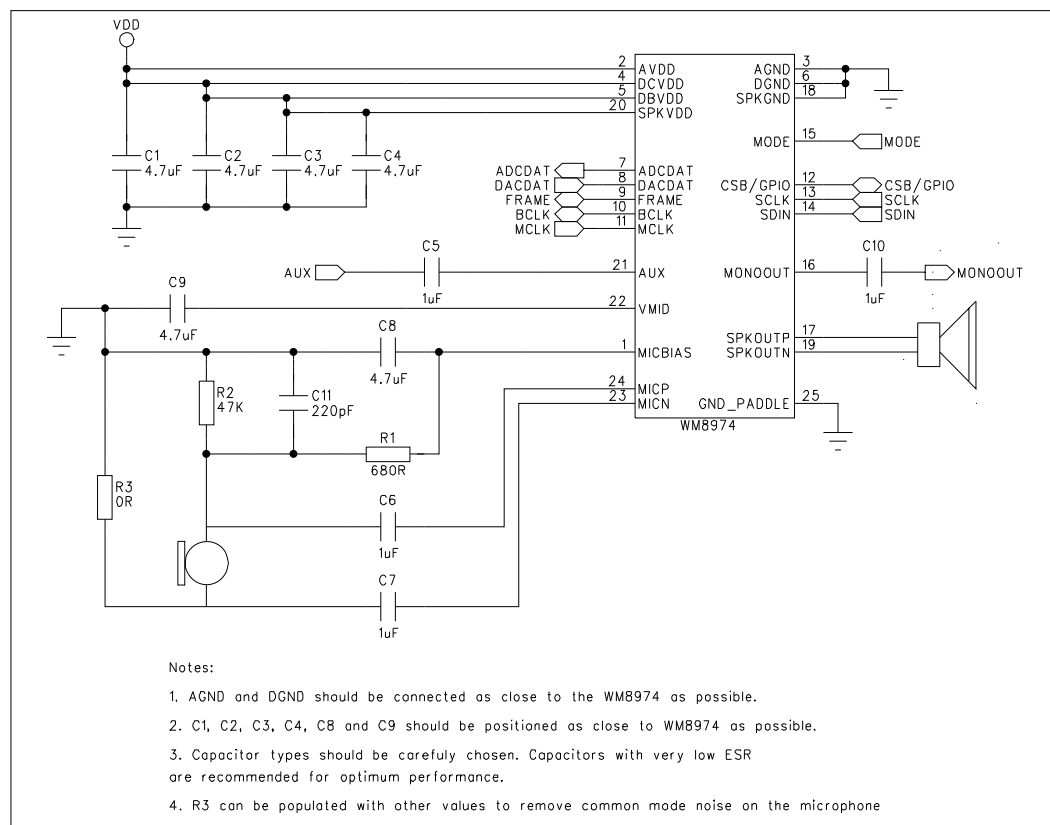 VDD
2 AVDD AGND 3
4 DCVDD DGND 6
5 DBVDD SPKGND 18
20 SPKVDD
MODE 15 MODE
C1 4.7uF
C2 4.7uF
C3 4.7uF
C4 4.7uF
ADCDAT 7 ADCDAT
DACDAT 8 DACDAT
FRAME 9 FRAME
BCLK 10 BCLK
MCLK 11 MCLK
CSB/GPIO 12 CSB/GPIO
SCLK 13 SCLK
SDIN 14 SDIN
AUX C5 1uF 21 AUX
MONOOUT 16 C10 1uF MONOOUT
C9 4.7uF 22 VMID
SPKOUTP 17
SPKOUTN 19
C8 4.7uF 1 MICBIAS
24 MICP
23 MICN
GND_PADDLE 25
WM8974
R2 47K
C11 220pF
R1 680R
R3 0R
C6 1uF
C7 1uF
Notes:
1. AGND and DGND should be connected as close to the WM8974 as possible.
2. C1, C2, C3, C4, C8 and C9 should be positioned as close to WM8974 as possible.
3. Capacitor types should be carefuly chosen. Capacitors with very low ESR
are recommended for optimum performance.
4. R3 can be populated with other values to remove common mode noise on the microphone